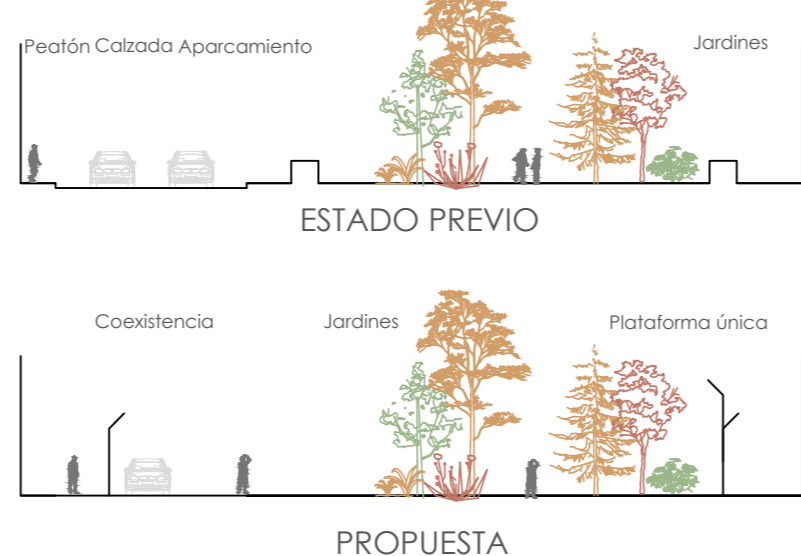 Peatón Calzada Aparcamiento
Jardines
ESTADO PREVIO
Coexistencia
Jardines
Plataforma única
PROPUESTA